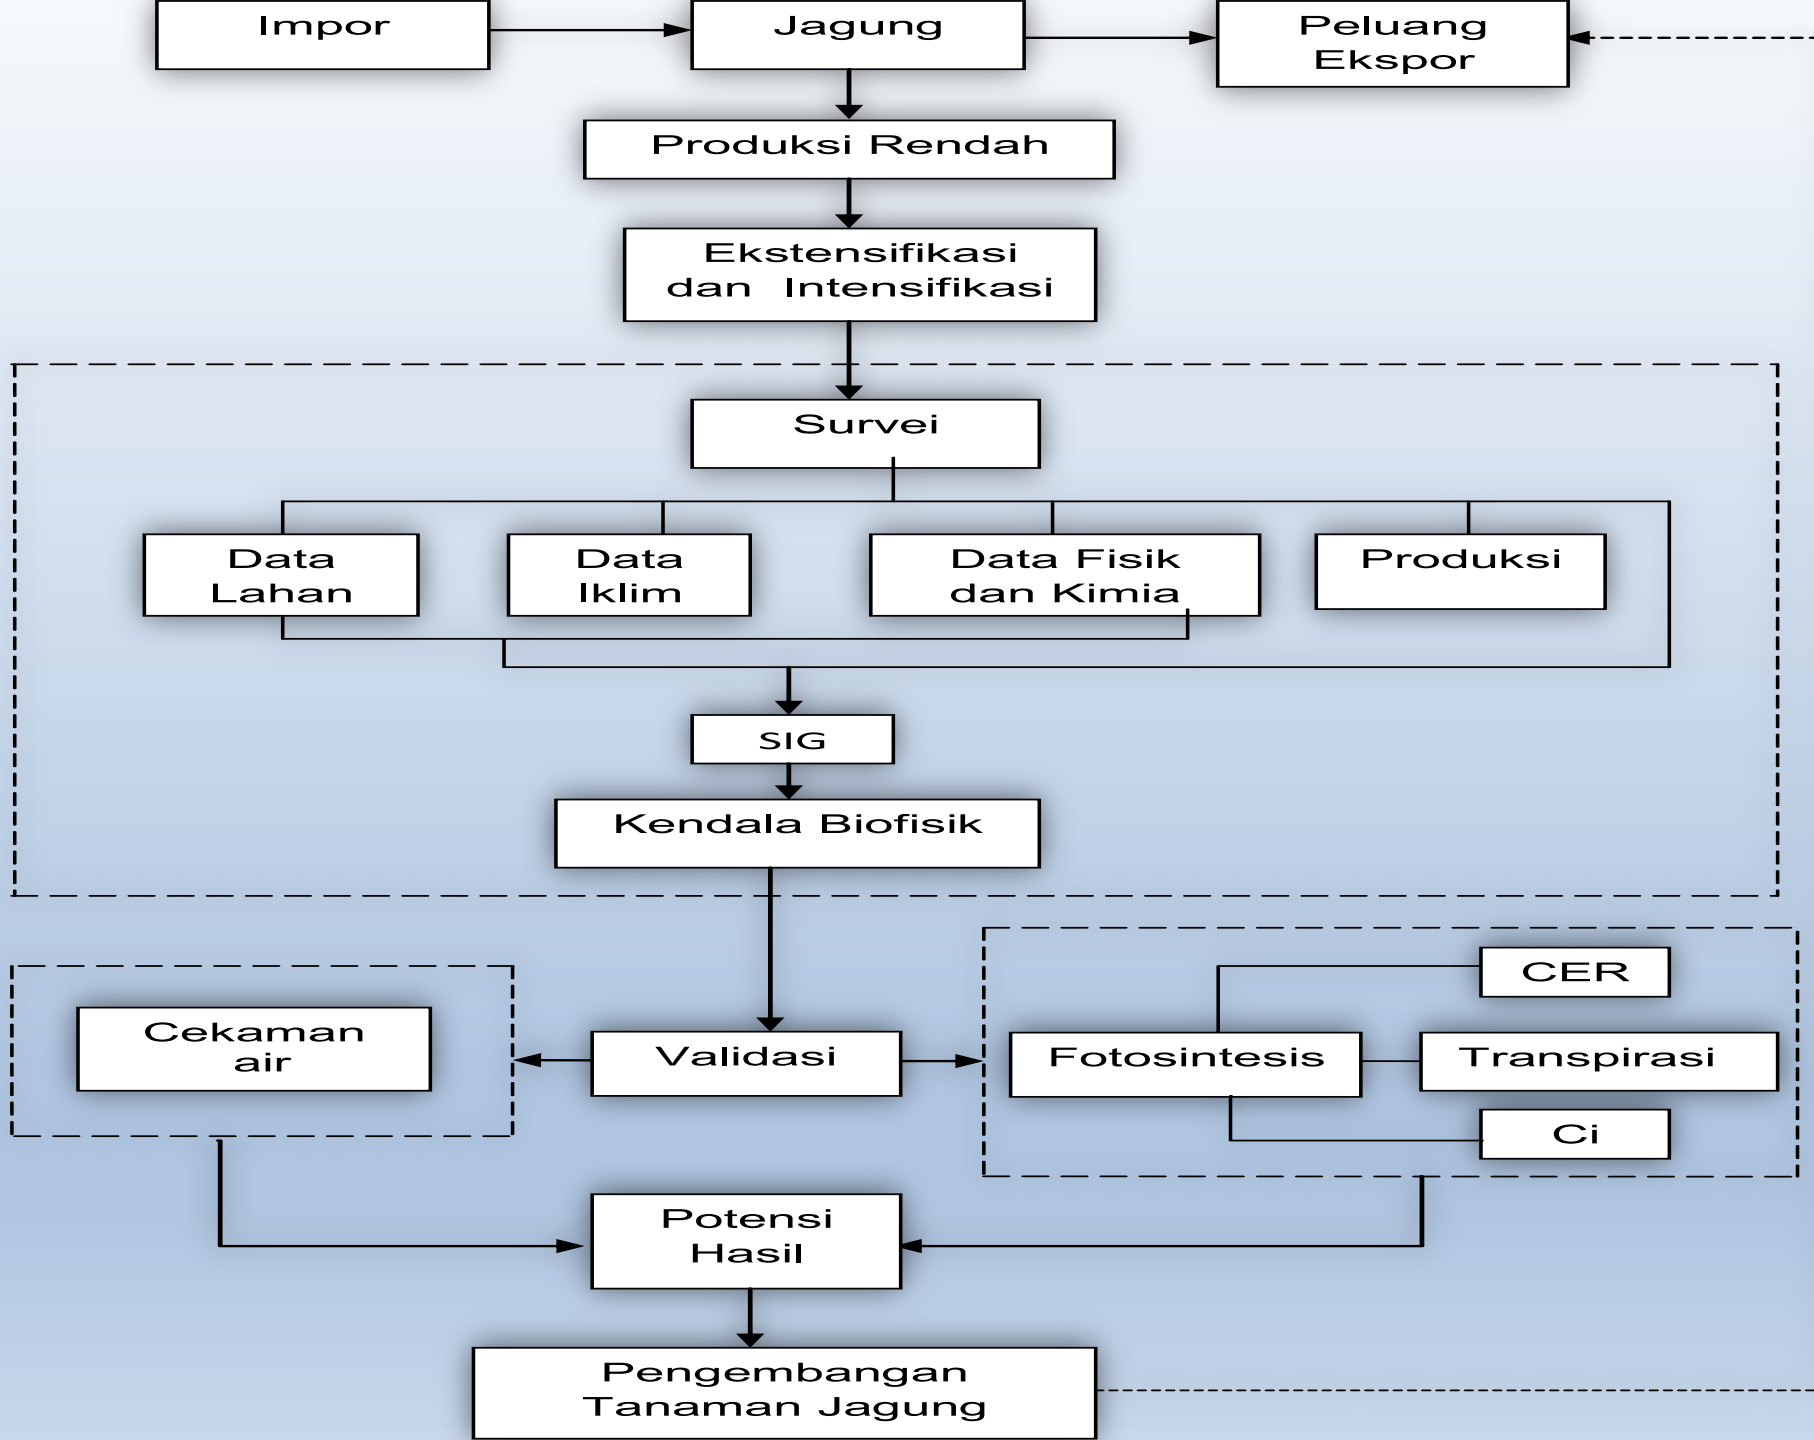 Impor
Jagung
Peluang
Ekspor
Produksi Rendah
Ekstensifikasi
dan Intensifikasi
Survei
Data
Lahan
Data
Iklim
Data Fisik
dan Kimia
Produksi
SIG
Kendala Biofisik
Cekaman
air
Validasi
Fotosintesis
CER
Transpirasi
Ci
Potensi
Hasil
Pengembangan
Tanaman Jagung